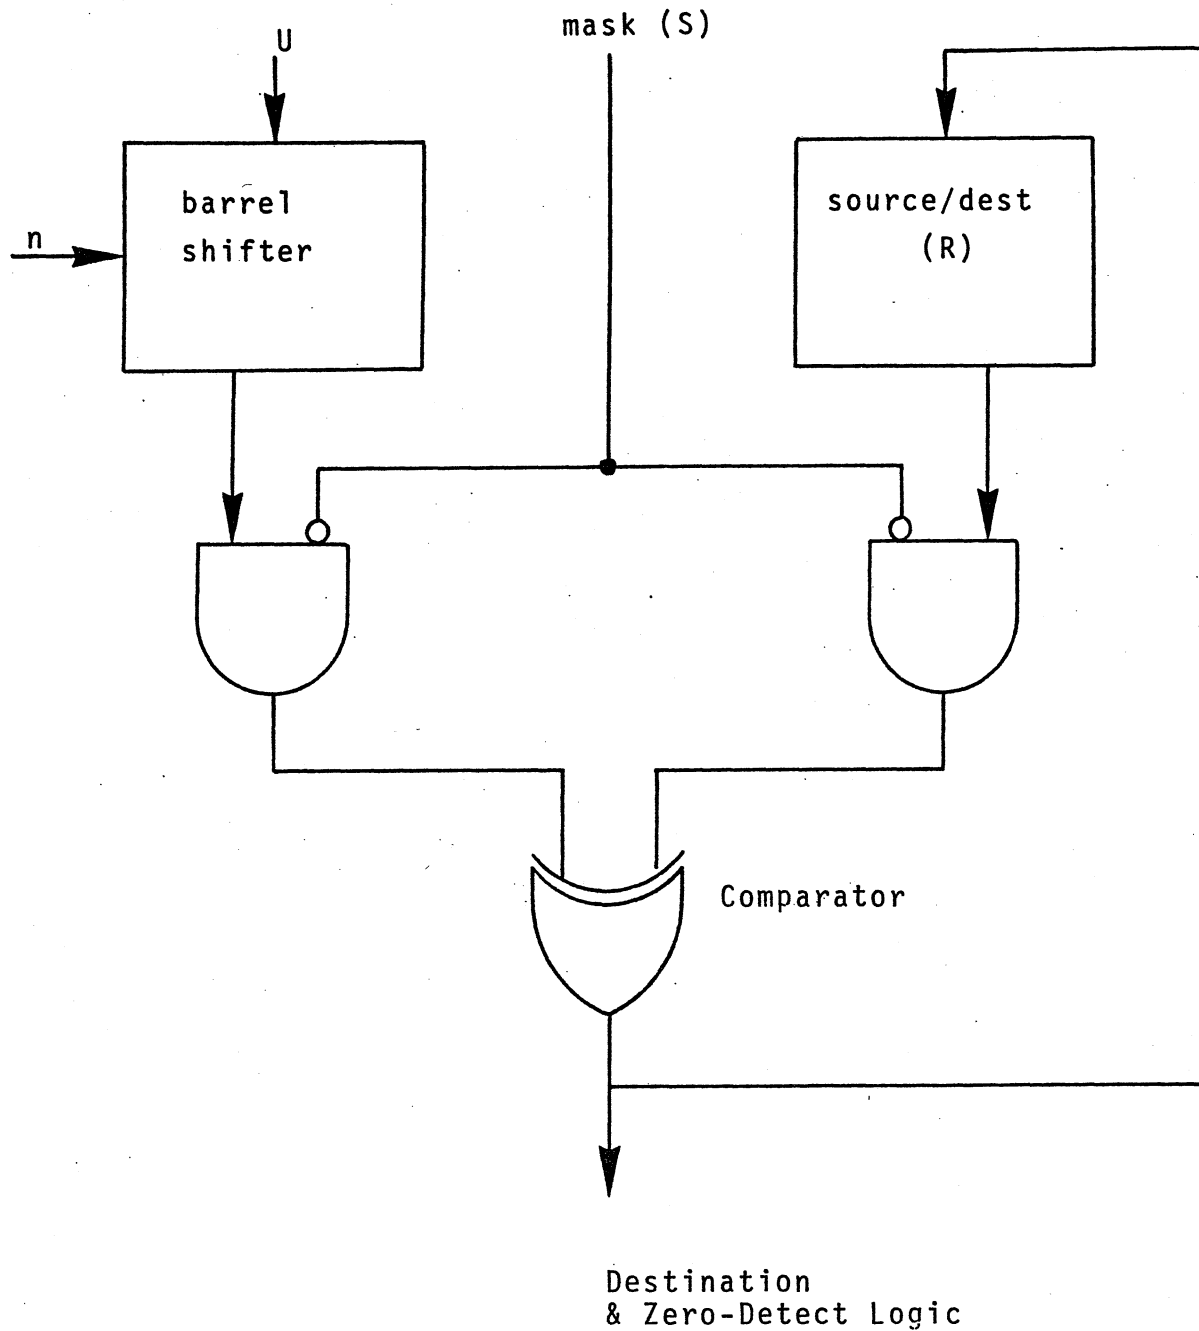 U
mask (S)
barrel
shifter
n
source/dest
(R)
Comparator
Destination
& Zero-Detect Logic